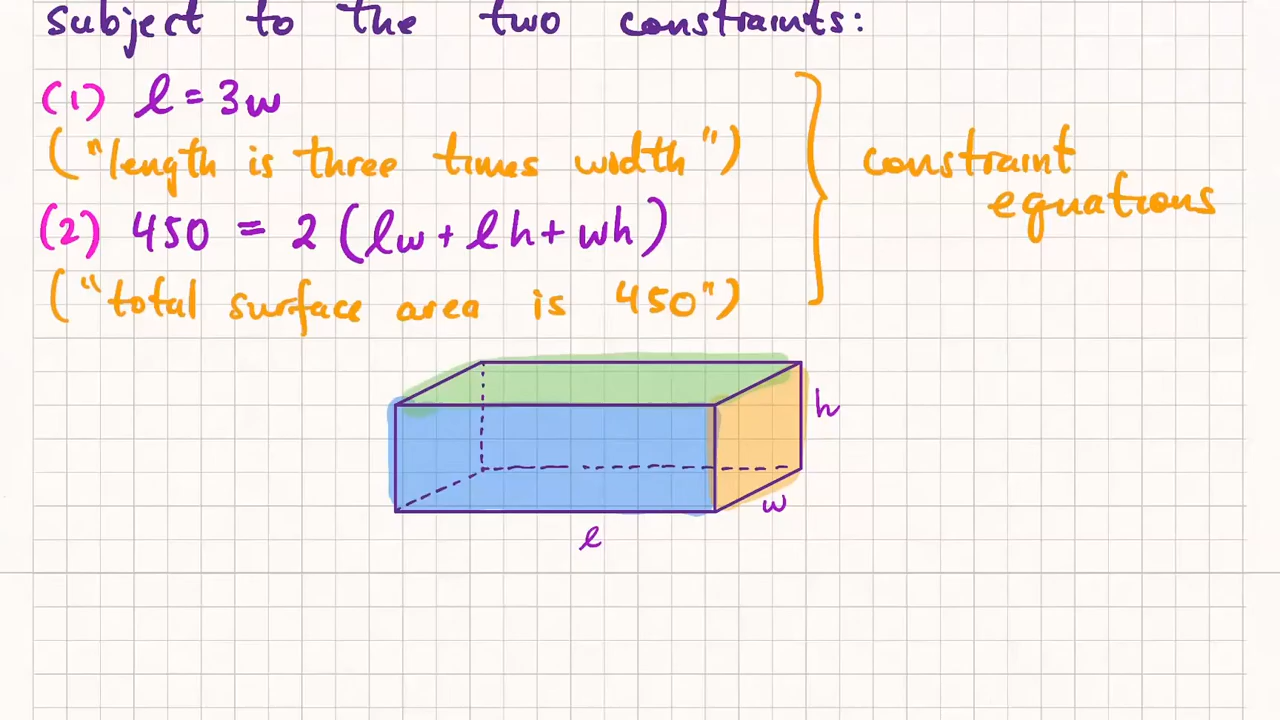 subject to the two constraints:
(1) l = 3w
("length is three times width")
(2) 450 = 2 (lw + lh + wh)
("total surface area is 450")
constraint
equations
h
w
l